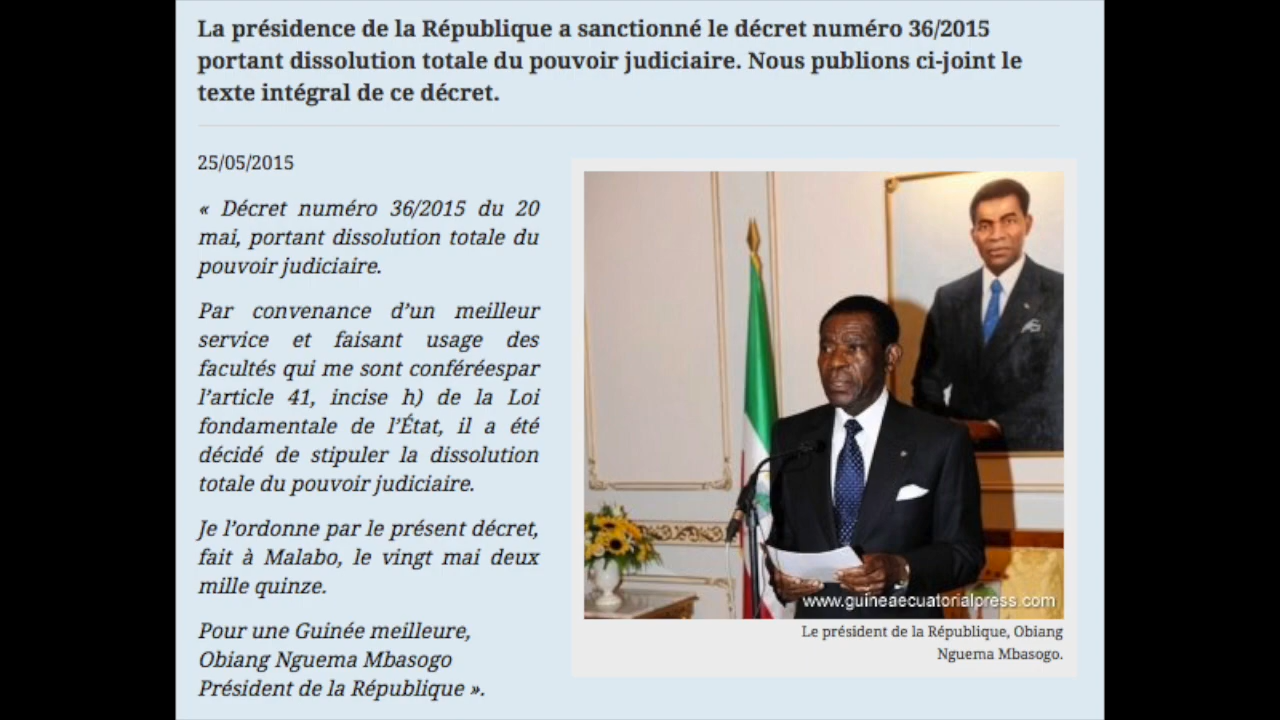 La présidence de la République a sanctionné le décret numéro 36/2015
portant dissolution totale du pouvoir judiciaire. Nous publions ci-joint le
texte intégral de ce décret.
25/05/2015
« Décret numéro 36/2015 du 20
mai, portant dissolution totale du
pouvoir judiciaire.
Par convenance d’un meilleur
service et faisant usage des
facultés qui me sont conféréespar
l’article 41, incise h) de la Loi
fondamentale de l’État, il a été
décidé de stipuler la dissolution
totale du pouvoir judiciaire.
Je l’ordonne par le présent décret,
fait à Malabo, le vingt mai deux
mille quinze.
Pour une Guinée meilleure,
Obiang Nguema Mbasogo
Président de la République ».
www.guineaecuatorialpress.com
Le président de la République, Obiang
Nguema Mbasogo.